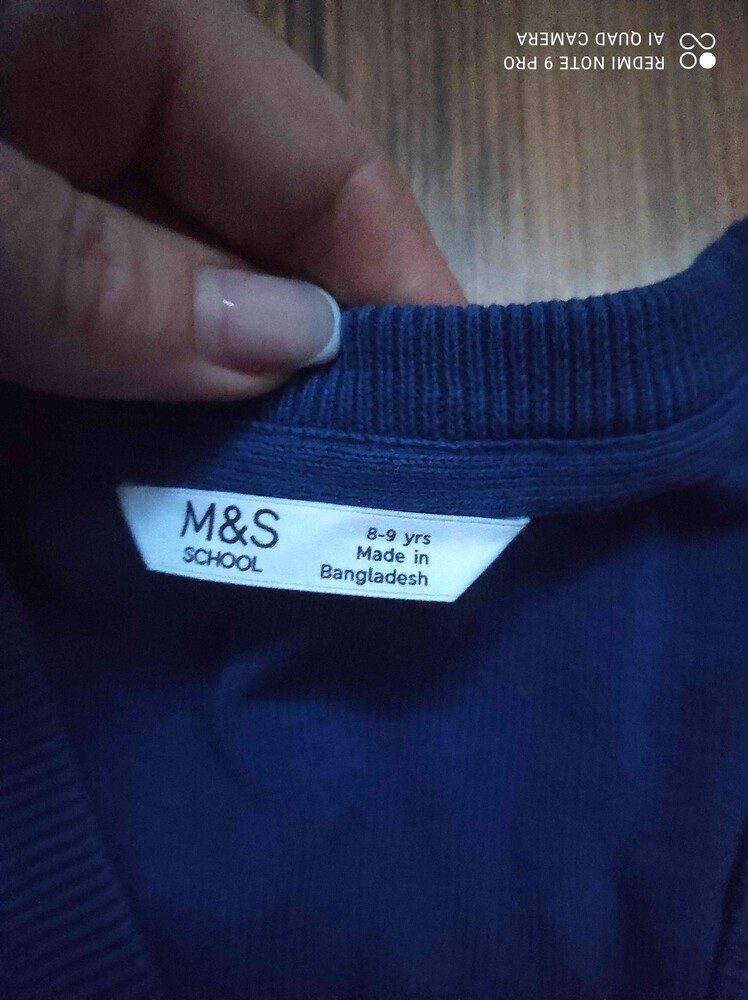 REDMI NOTE 9 PRO
AI QUAD CAMERA
M&S
SCHOOL
8-9 yrs
Made in
Bangladesh